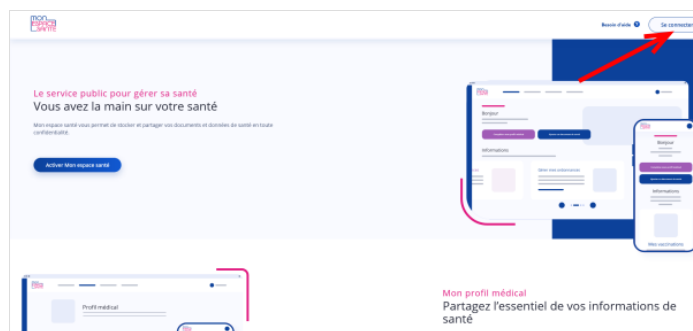 mon
ESPACE
SANTÉ
Besoin d'aide ?
Se connecter
Le service public pour gérer sa santé
Vous avez la main sur votre santé
Mon espace santé vous permet de stocker et partager vos documents et données de santé en toute
confidentialité.
Activer Mon espace santé
Bonjour
Informations
Gérer mes ordonnances
Bonjour
Informations
Mes vaccinations
Profil médical
Mon profil médical
Partagez l'essentiel de vos informations de
santé